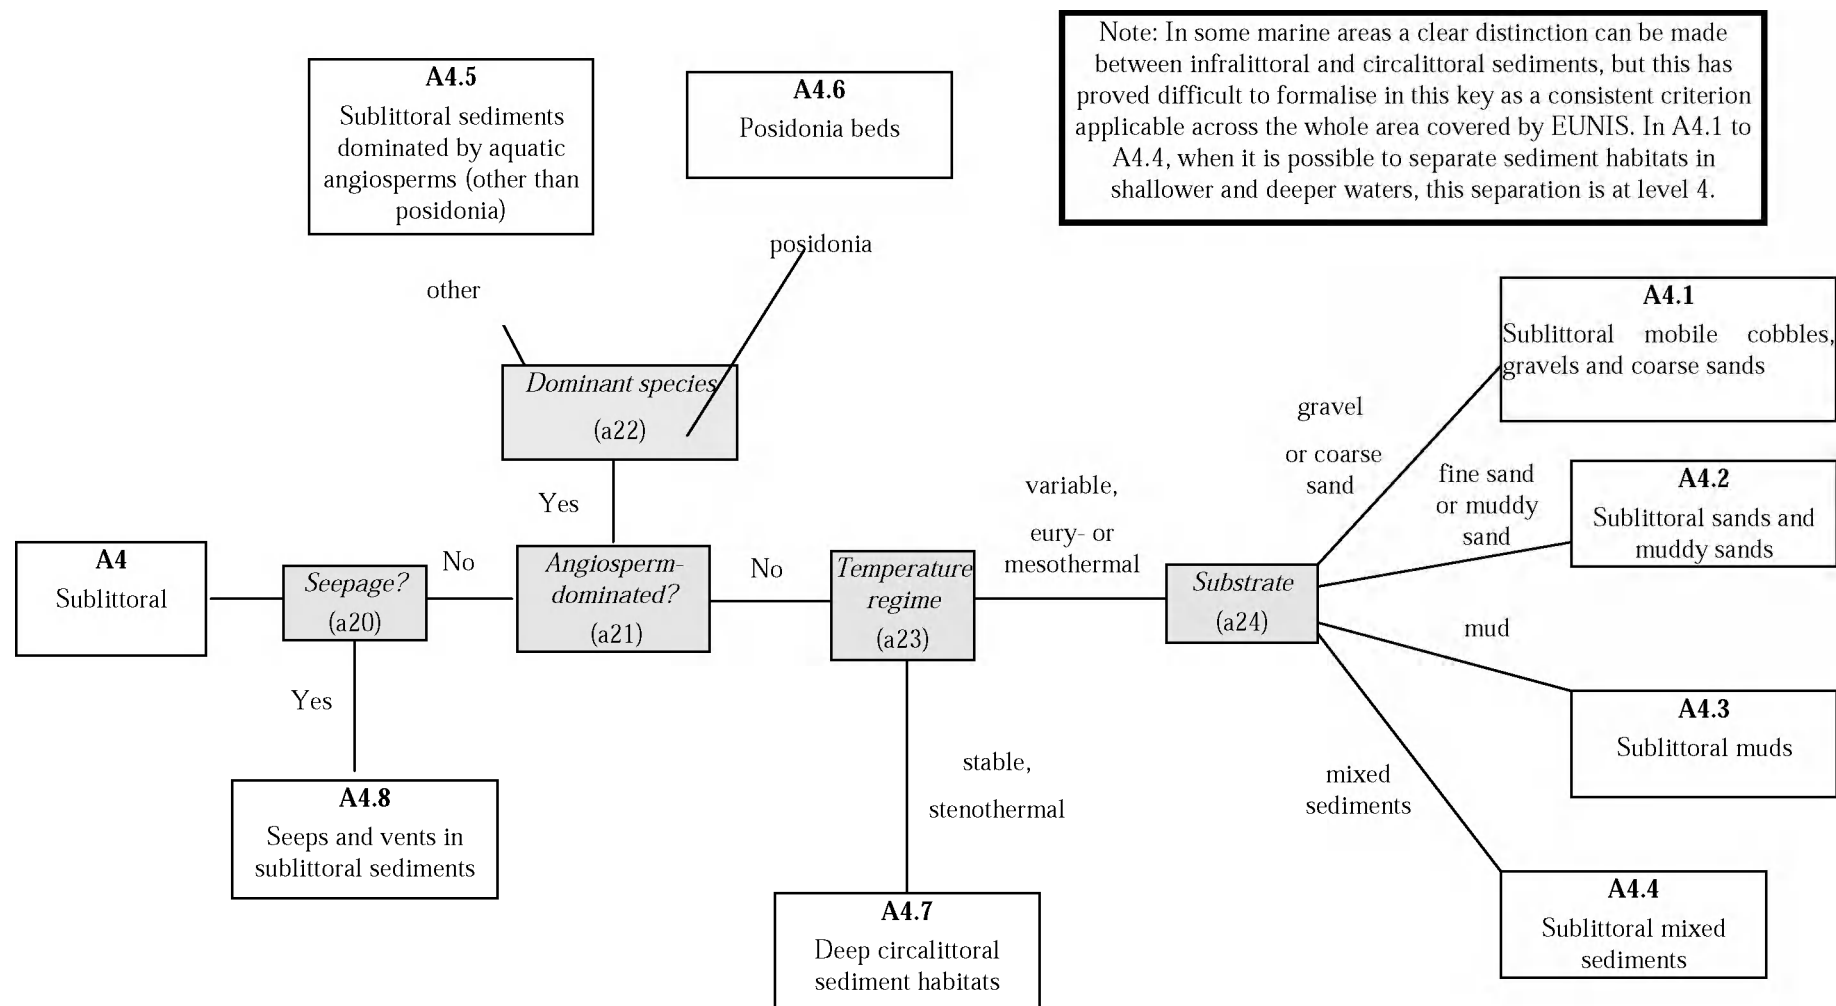 Note: In some marine areas a clear distinction can be made
between infralittoral and circalittoral sediments, but this has
proved difficult to formalise in this key as a consistent criterion
applicable across the whole area covered by EUNIS. In A4.1 to
A4.4, when it is possible to separate sediment habitats in
shallower and deeper waters, this separation is at level 4.
A4.5
Sublittoral sediments
dominated by aquatic
angiosperms (other than
posidonia)
A4.6
Posidonia beds
posidonia
other
Dominant species
(a22)
Yes
A4
Sublittoral
Seepage?
(a20)
No
Angiosperm-
dominated?
(a21)
No
Temperature
regime
(a23)
variable,
eury- or
mesothermal
Substrate
(a24)
gravel
or coarse
sand
A4.1
Sublittoral mobile cobbles,
gravels and coarse sands
fine sand
or muddy
sand
A4.2
Sublittoral sands and
muddy sands
mud
A4.3
Sublittoral muds
mixed
sediments
A4.4
Sublittoral mixed
sediments
Yes
A4.8
Seeps and vents in
sublittoral sediments
stable,
stenothermal
A4.7
Deep circalittoral
sediment habitats